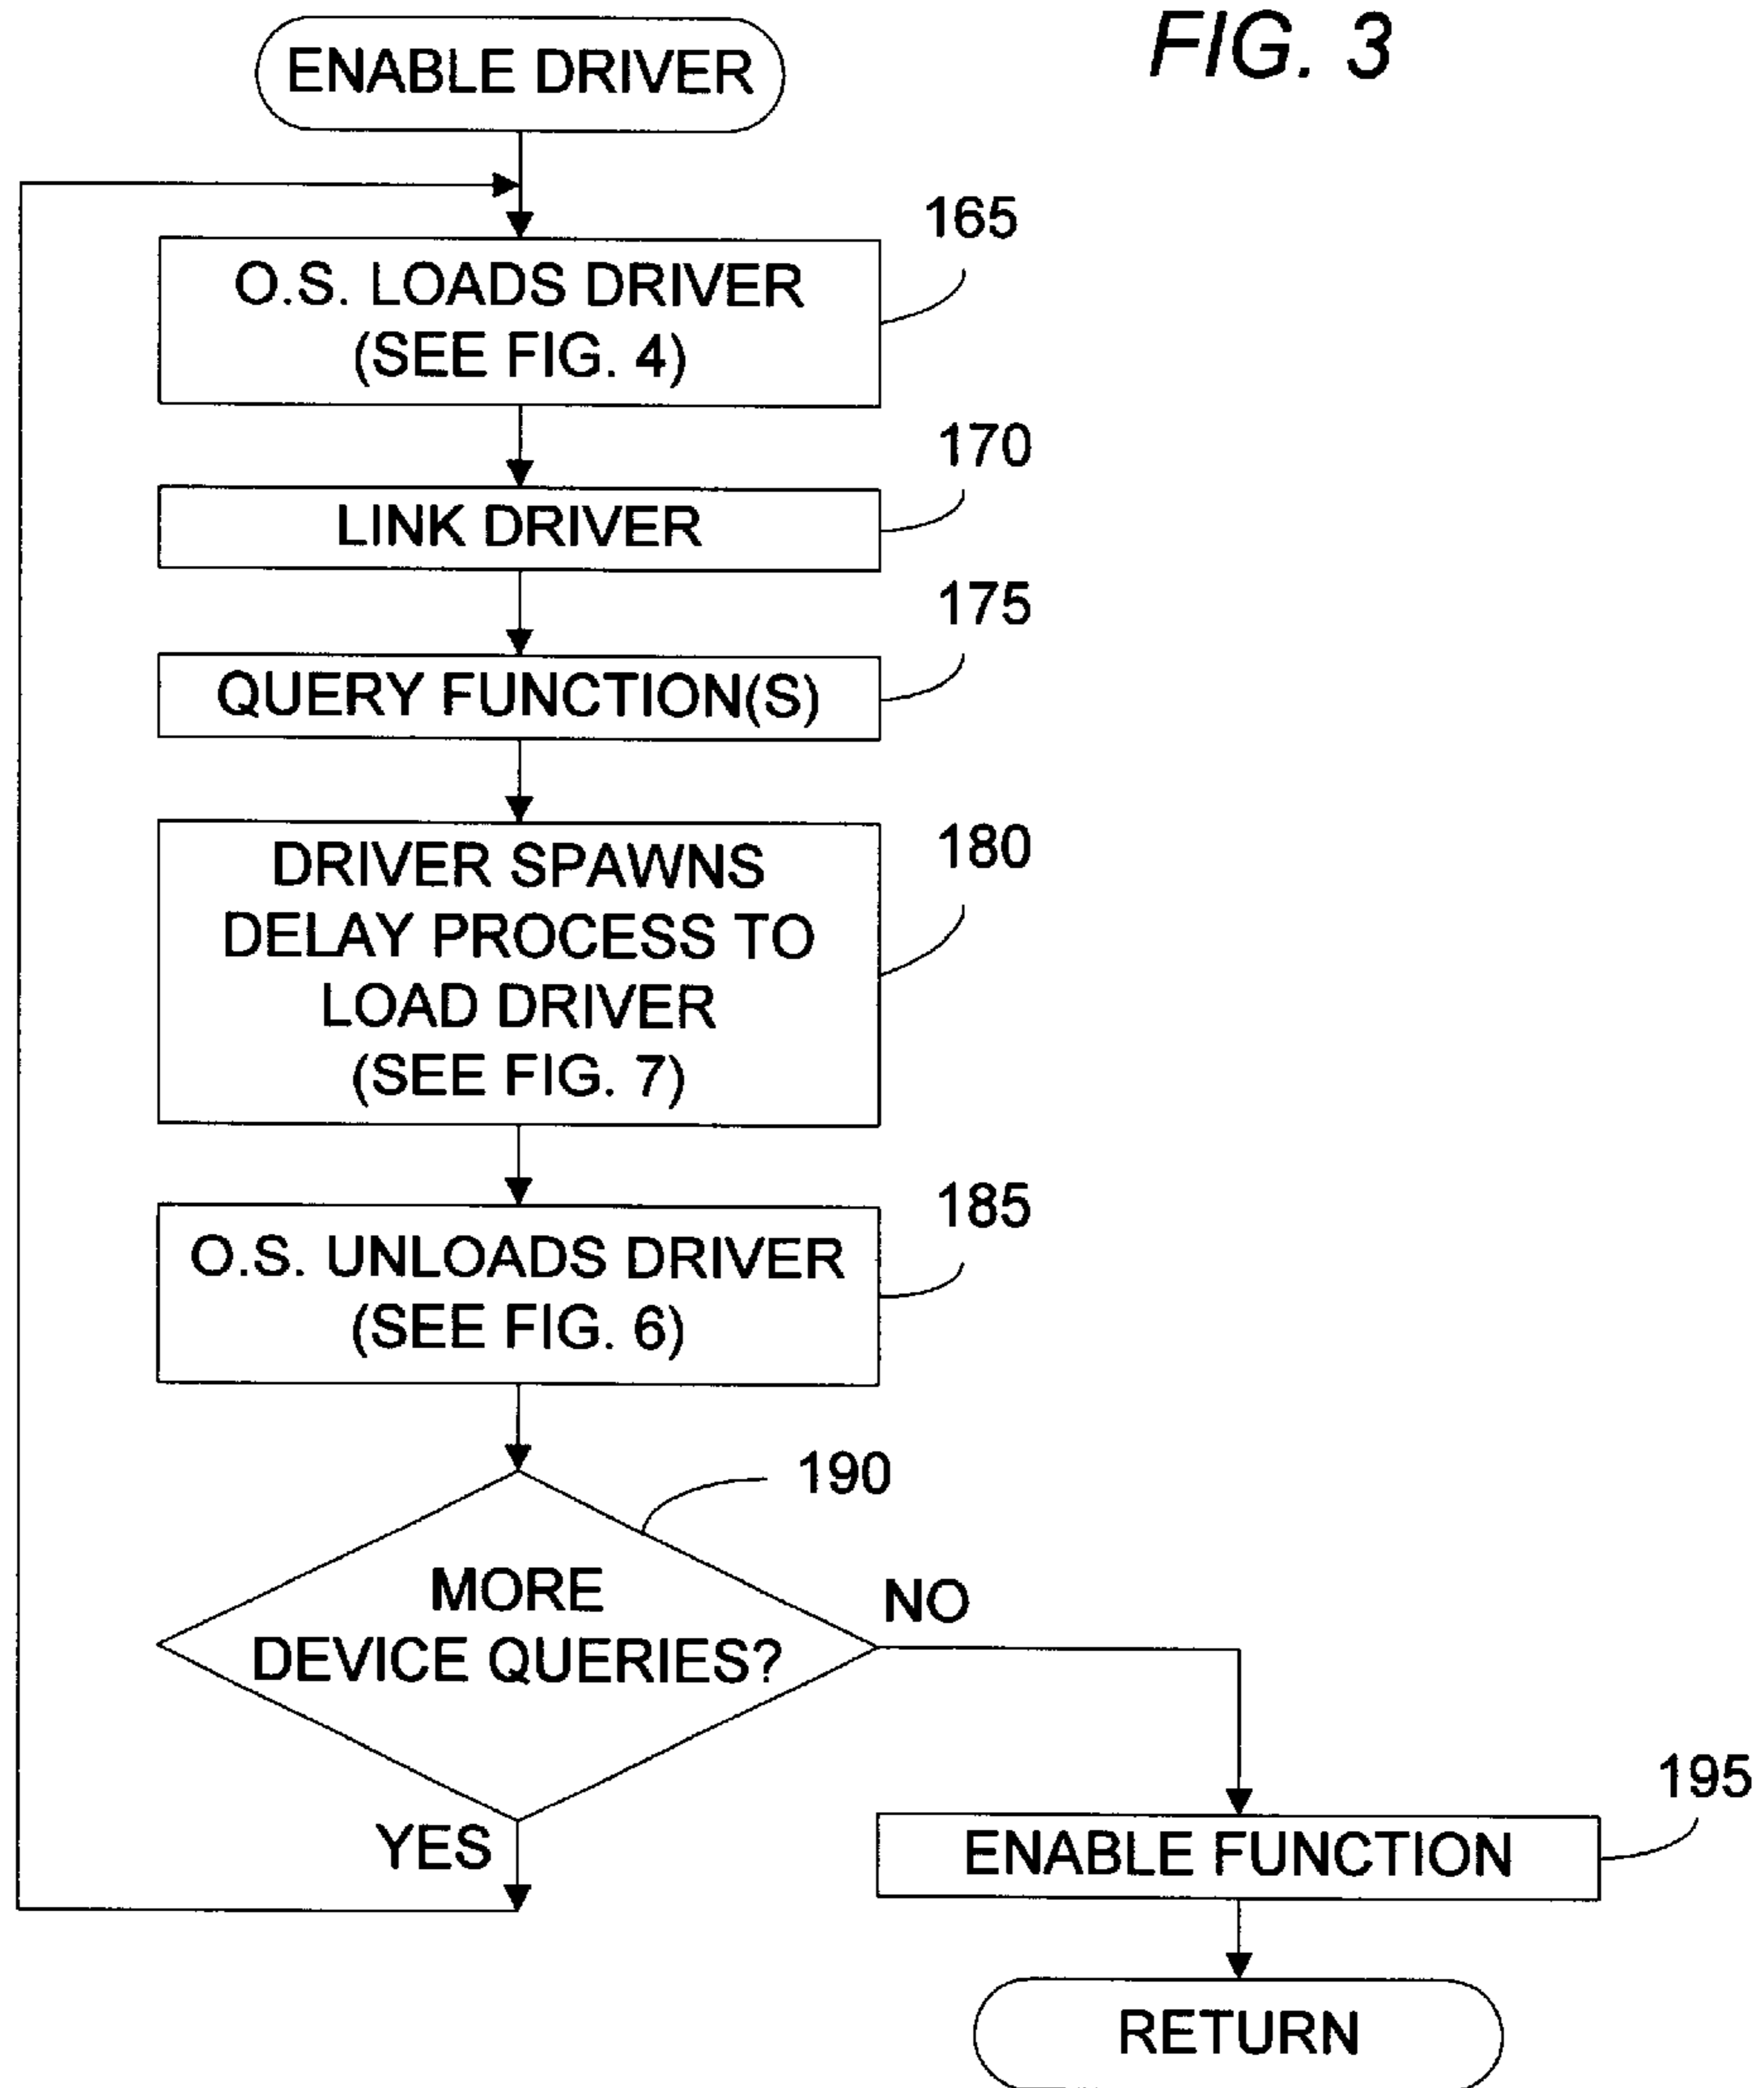 FIG. 3
ENABLE DRIVER
165
O.S. LOADS DRIVER
(SEE FIG. 4)
170
LINK DRIVER
175
QUERY FUNCTION(S)
180
DRIVER SPAWNS
DELAY PROCESS TO
LOAD DRIVER
(SEE FIG. 7)
185
O.S. UNLOADS DRIVER
(SEE FIG. 6)
190
MORE
DEVICE QUERIES?
NO
YES
195
ENABLE FUNCTION
RETURN